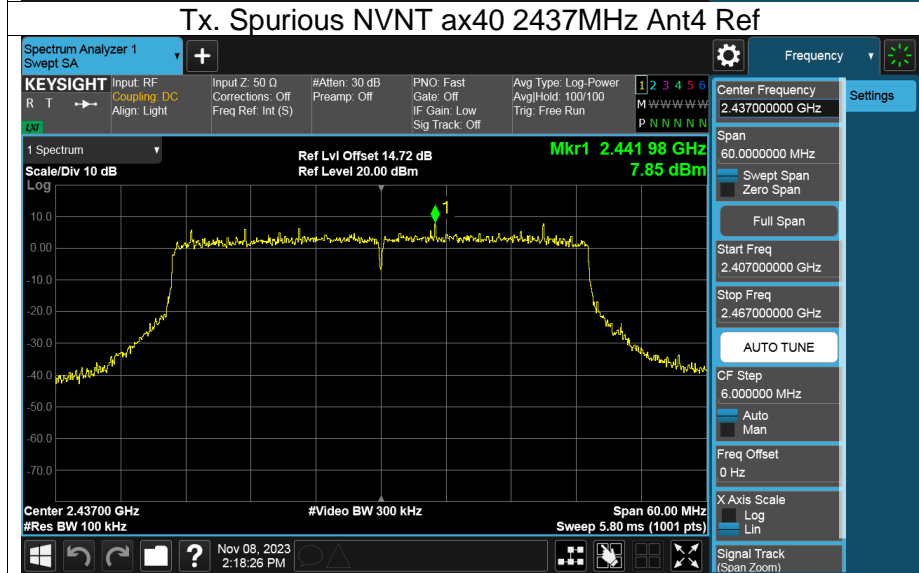 Tx. Spurious NVNT ax40 2437MHz Ant4 Ref
Spectrum Analyzer 1
Swept SA
+
Frequency
KEYSIGHT
R T
LXI
Input: RF
Coupling: DC
Align: Light
Input Z: 50 Ω
Corrections: Off
Freq Ref: Int (S)
#Atten: 30 dB
Preamp: Off
PNO: Fast
Gate: Off
IF Gain: Low
Sig Track: Off
Avg Type: Log-Power
Avg|Hold: 100/100
Trig: Free Run
1 2 3 4 5 6
M W W W W W
P N N N N N
Center Frequency
2.437000000 GHz
Settings
Span
60.0000000 MHz
Swept Span
Zero Span
Full Span
Start Freq
2.407000000 GHz
Stop Freq
2.467000000 GHz
AUTO TUNE
CF Step
6.000000 MHz
Auto
Man
Freq Offset
0 Hz
X Axis Scale
Log
Lin
Signal Track
(Span Zoom)
1 Spectrum
Scale/Div 10 dB
Log
Ref Lvl Offset 14.72 dB
Ref Level 20.00 dBm
Mkr1 2.441 98 GHz
7.85 dBm
1
10.0
0.00
-10.0
-20.0
-30.0
-40.0
-50.0
-60.0
-70.0
Center 2.43700 GHz
#Res BW 100 kHz
#Video BW 300 kHz
Span 60.00 MHz
Sweep 5.80 ms (1001 pts)
?
Nov 08, 2023
2:18:26 PM